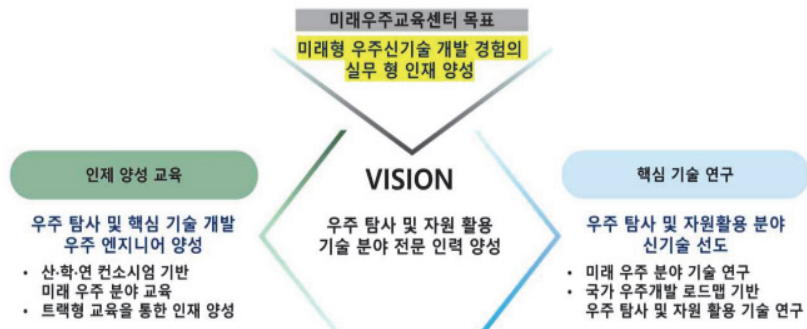 미래우주교육센터 목표
미래형 우주신기술 개발 경험의
실무 형 인재 양성
인제 양성 교육
우주 탐사 및 핵심 기술 개발
우주 엔지니어 양성
• 산·학·연 컨소시엄 기반
미래 우주 분야 교육
• 트랙형 교육을 통한 인재 양성
VISION
우주 탐사 및 자원 활용
기술 분야 전문 인력 양성
핵심 기술 연구
우주 탐사 및 자원활용 분야
신기술 선도
• 미래 우주 분야 기술 연구
• 국가 우주개발 로드맵 기반
우주 탐사 및 자원 활용 기술 연구